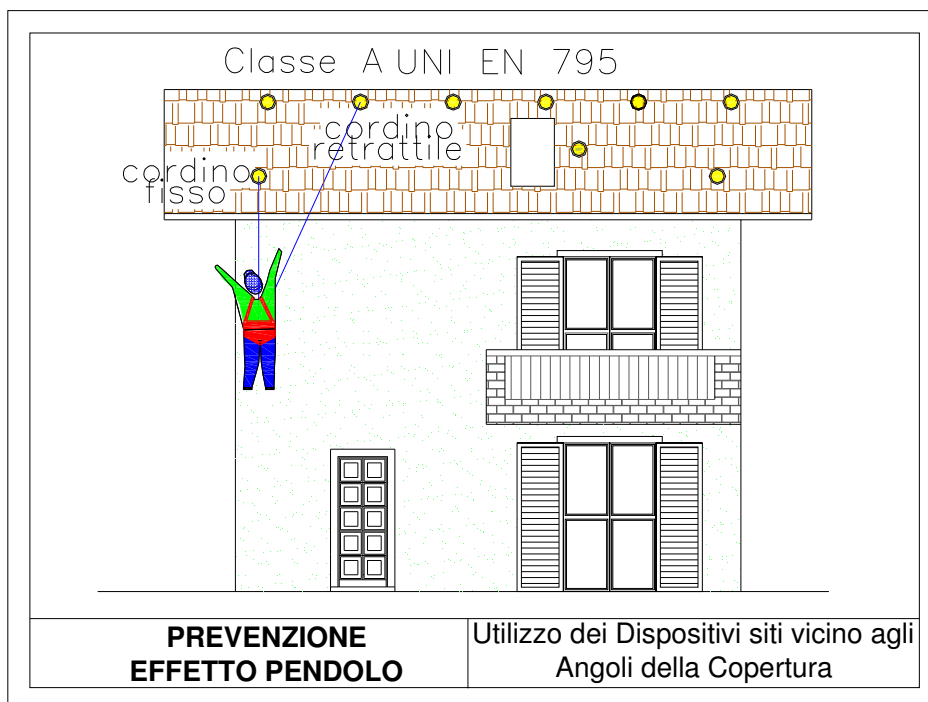 Classe A UNI EN 795
cordino
retrattile
cordino
fisso
PREVENZIONE
EFFETTO PENDOLO
Utilizzo dei Dispositivi siti vicino agli
Angoli della Copertura